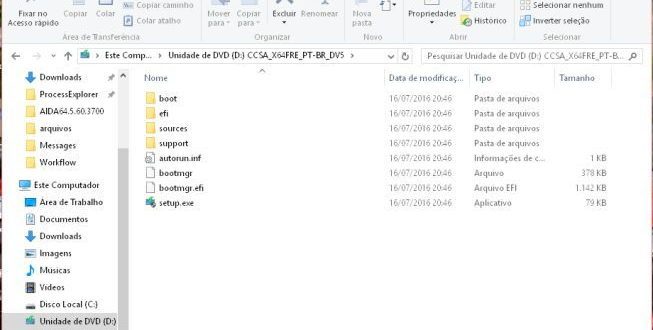 Fixar no
Acesso rápido
Copiar
Colar
Copiar caminho
Colar atalho
Mover
para
Copiar
para
Excluir
Renomear
Nova
pasta
Propriedades
Editar
Histórico
Selecionar nenhum
Inverter seleção
Área de Transferência
Organizar
Novo
Abrir
Selecionar
Este Comp...
Unidade de DVD (D:) CCSA_X64FRE_PT-BR_DV5
Pesquisar Unidade de DVD (D:) CCSA_X64FRE_PT-B...
Downloads
ProcessExplorer
AIDA64.5.60.3700
arquivos
Messages
Workflow
Este Computador
Área de Trabalho
Documentos
Downloads
Imagens
Músicas
Vídeos
Disco Local (C:)
Unidade de DVD (D:)
Nome Data de modificaç... Tipo Tamanho
boot 16/07/2016 20:46 Pasta de arquivos
efi 16/07/2016 20:46 Pasta de arquivos
sources 16/07/2016 20:46 Pasta de arquivos
support 16/07/2016 20:46 Pasta de arquivos
autorun.inf 16/07/2016 20:46 Informações de c... 1 KB
bootmgr 16/07/2016 20:46 Arquivo 378 KB
bootmgr.efi 16/07/2016 20:46 Arquivo EFI 1.142 KB
setup.exe 16/07/2016 20:46 Aplicativo 79 KB